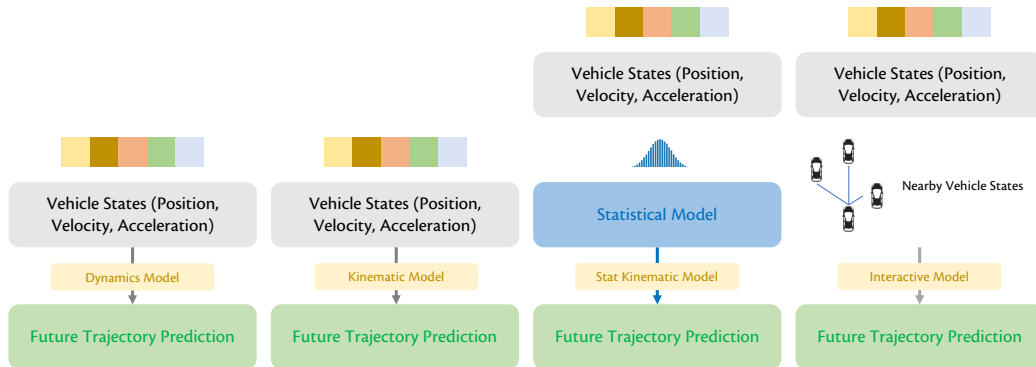 Vehicle States (Position,
Velocity, Acceleration)
Dynamics Model
Future Trajectory Prediction
Vehicle States (Position,
Velocity, Acceleration)
Kinematic Model
Future Trajectory Prediction
Vehicle States (Position,
Velocity, Acceleration)
Statistical Model
Stat Kinematic Model
Future Trajectory Prediction
Vehicle States (Position,
Velocity, Acceleration)
Nearby Vehicle States
Interactive Model
Future Trajectory Prediction